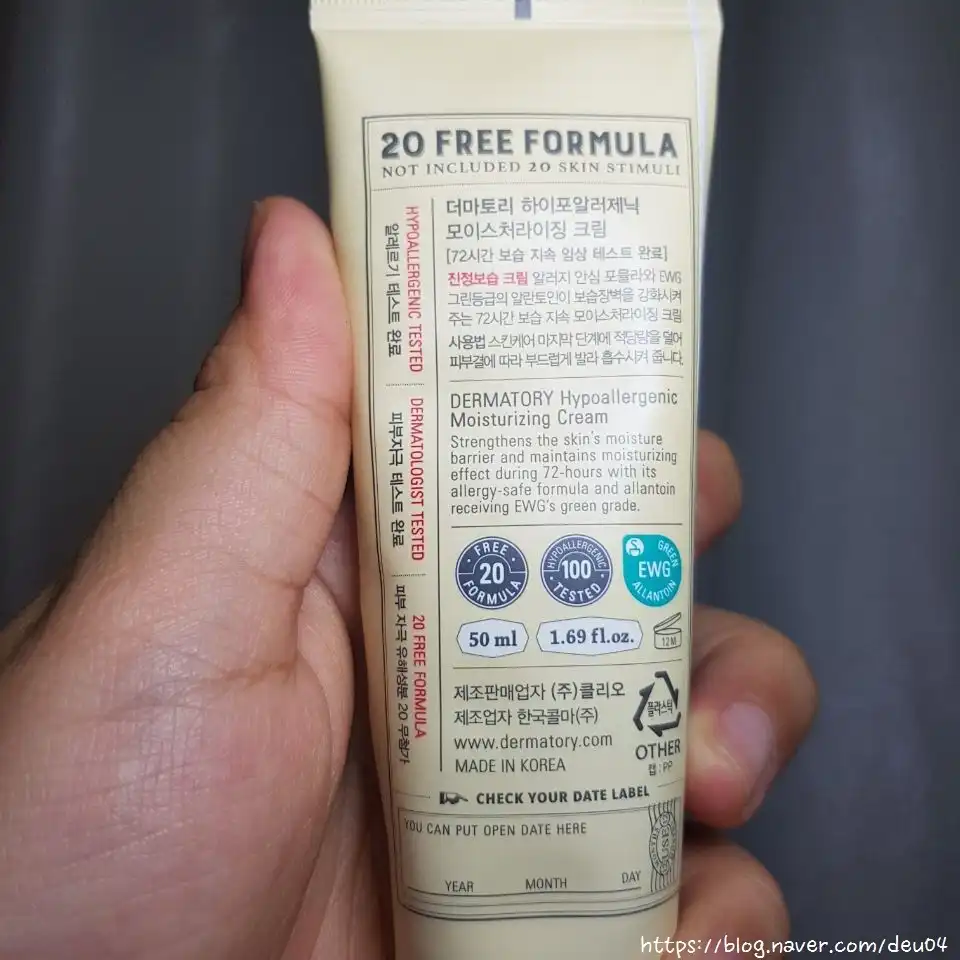 20 FREE FORMULA
NOT INCLUDED 20 SKIN STIMULI
HYPOALLERGENIC TESTED
알레르기 테스트 완료
DERMATOLOGIST TESTED
피부자극 테스트 완료
20 FREE FORMULA
피부 자극 유해성분 20 무첨가
더마토리 하이포알러제닉
모이스처라이징 크림
[72시간 보습 지속 임상 테스트 완료]
진정보습 크림 알러지 안심 포뮬라와 EWG
그린등급의 알란토인이 보습장벽을 강화시켜
주는 72시간 보습 지속 모이스처라이징 크림
사용법 스킨케어 마지막 단계에 적당량을 덜어
피부결에 따라 부드럽게 발라 흡수시켜 줍니다.
DERMATORY Hypoallergenic
Moisturizing Cream
Strengthens the skin's moisture
barrier and maintains moisturizing
effect during 72-hours with its
allergy-safe formula and allantoin
receiving EWG's green grade.
FREE
20
FORMULA
HYPOALLERGENIC
100
TESTED
GREEN
EWG
ALLANTOIN
50 ml
1.69 fl.oz.
12M
제조판매업자 (주)클리오
제조업자 한국콜마(주)
www.dermatory.com
MADE IN KOREA
플라스틱
OTHER
캡 : PP
CHECK YOUR DATE LABEL
YOU CAN PUT OPEN DATE HERE
YEAR MONTH DAY
https://blog.naver.com/deu04